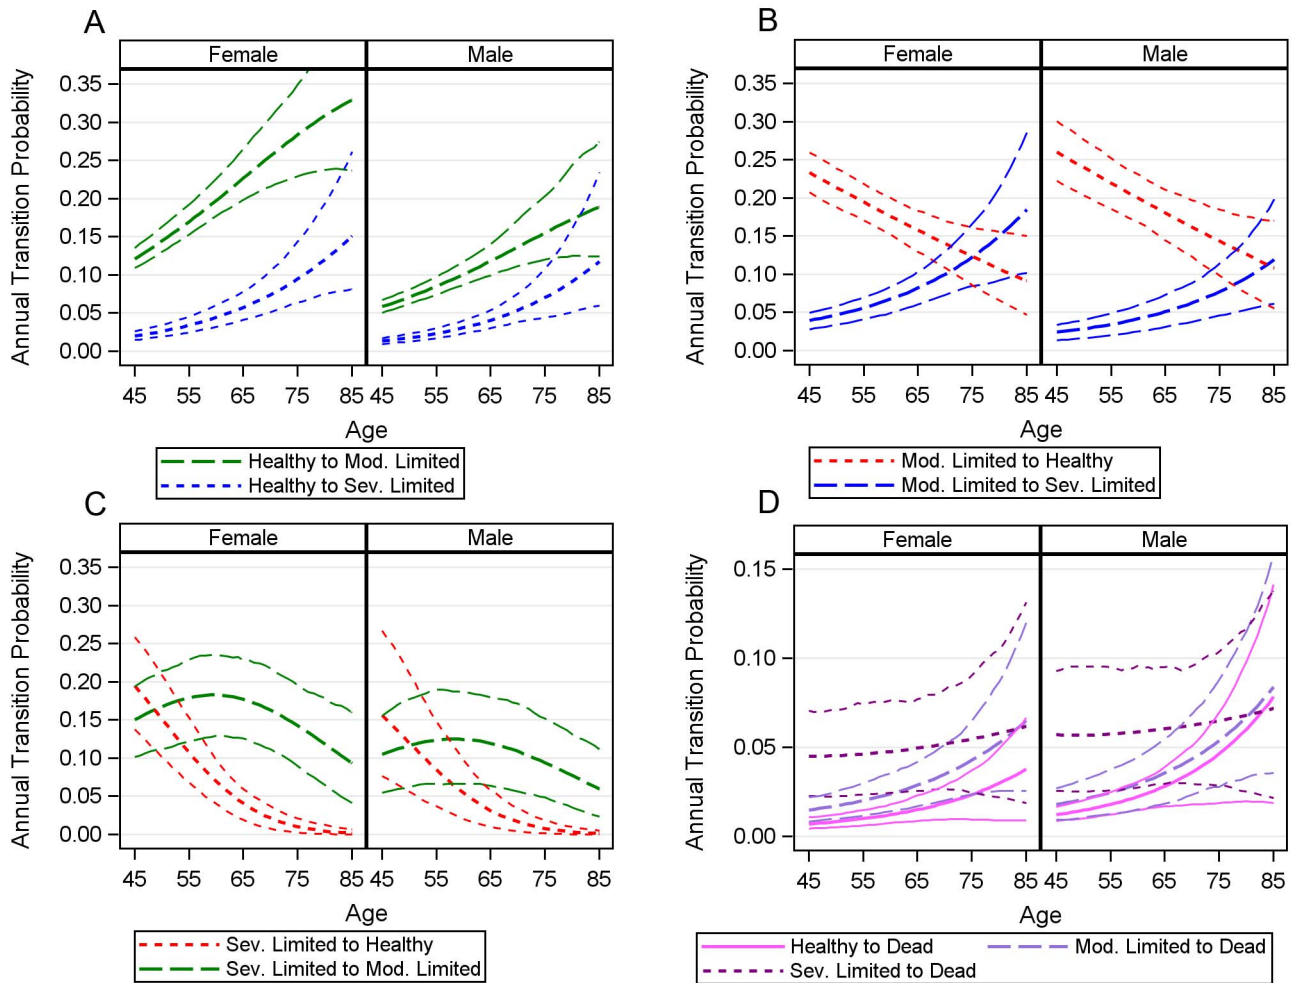 A
Female Male
Annual Transition Probability
0.35
0.30
0.25
0.20
0.15
0.10
0.05
0.00
45 55 65 75 85 45 55 65 75 85
Age
Healthy to Mod. Limited
Healthy to Sev. Limited
B
Female Male
Annual Transition Probability
0.35
0.30
0.25
0.20
0.15
0.10
0.05
0.00
45 55 65 75 85 45 55 65 75 85
Age
Mod. Limited to Healthy
Mod. Limited to Sev. Limited
C
Female Male
Annual Transition Probability
0.35
0.30
0.25
0.20
0.15
0.10
0.05
0.00
45 55 65 75 85 45 55 65 75 85
Age
Sev. Limited to Healthy
Sev. Limited to Mod. Limited
D
Female Male
Annual Transition Probability
0.15
0.10
0.05
0.00
45 55 65 75 85 45 55 65 75 85
Age
Healthy to Dead Mod. Limited to Dead
Sev. Limited to Dead